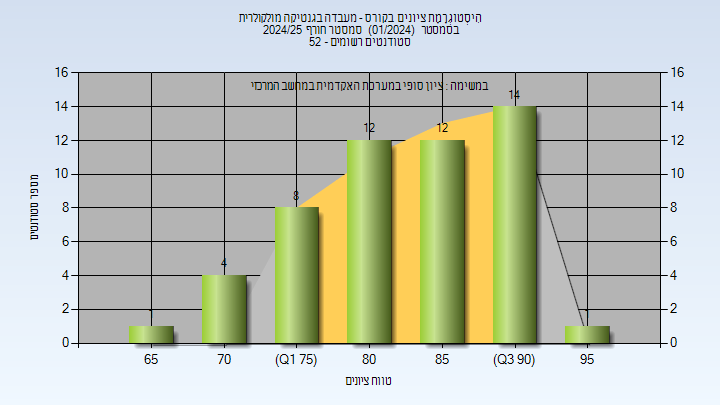 היסטוגרמת ציונים בקורס - מעבדה בגנטיקה מולקולרית
בסמסטר (01/2024) סמסטר חורף 2024/25
סטודנטים רשומים - 52
במשימה : ציון סופי במערכת האקדמית במחשב המרכזי
מספר סטודנטים
16 16
14 14
12 12
10 10
8 8
6 6
4 4
2 2
0 0
1 4 8 12 12 14 1
65 70 (Q1 75) 80 85 (Q3 90) 95
טווח ציונים